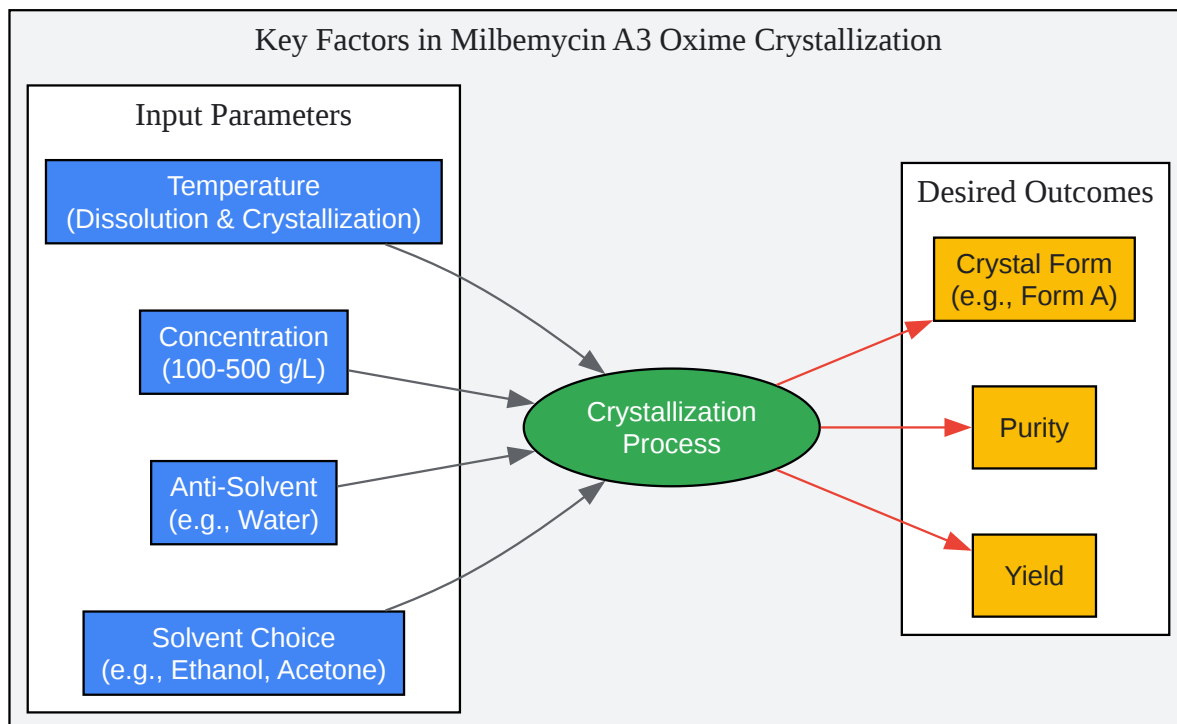 Key Factors in Milbemycin A3 Oxime Crystallization
Input Parameters
Temperature
(Dissolution & Crystallization)
Concentration
(100-500 g/L)
Anti-Solvent
(e.g., Water)
Solvent Choice
(e.g., Ethanol, Acetone)
Crystallization
Process
Desired Outcomes
Crystal Form
(e.g., Form A)
Purity
Yield